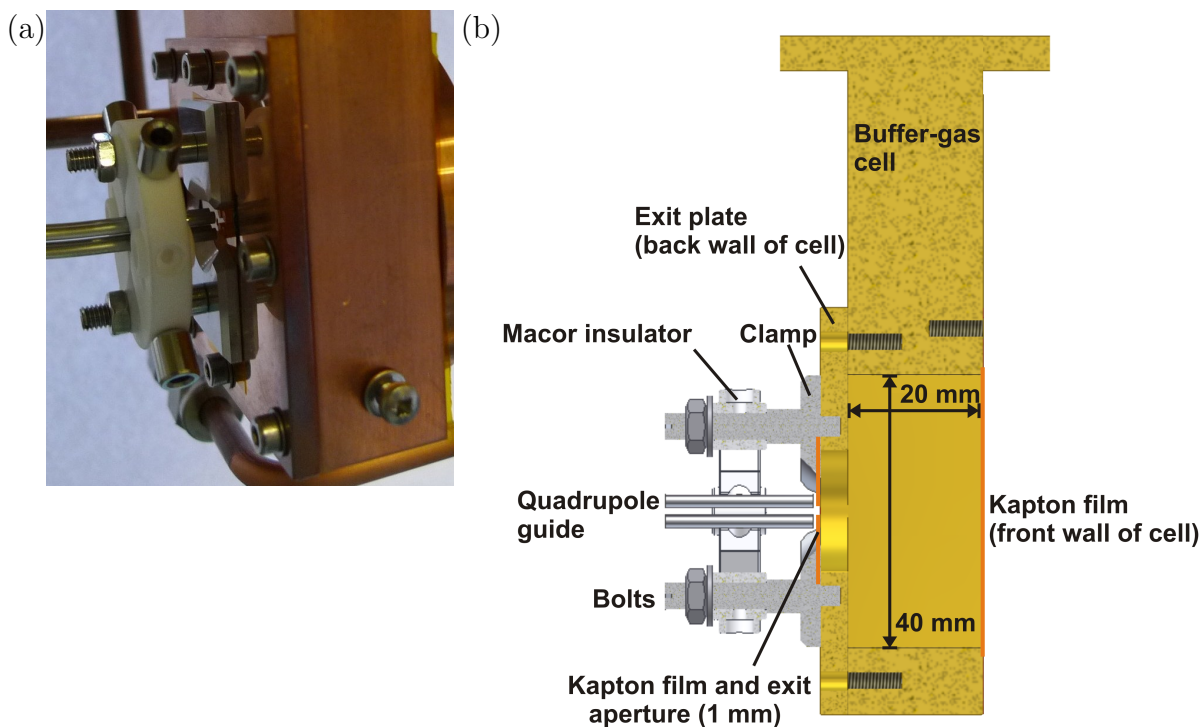 (a)
(b)
Buffer-gas
cell
Exit plate
(back wall of cell)
Macor insulator
Clamp
20 mm
Quadrupole
guide
Kapton film
(front wall of cell)
Bolts
40 mm
Kapton film and exit
aperture (1 mm)